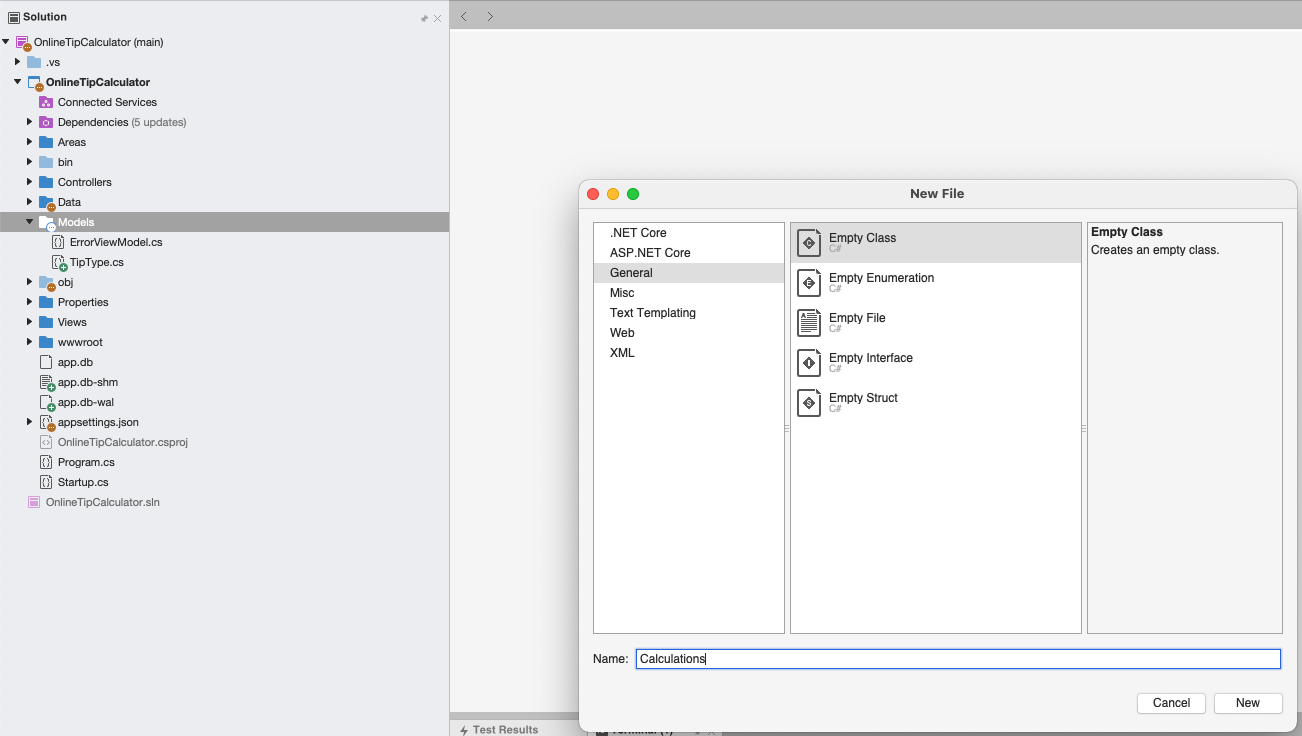 Solution
OnlineTipCalculator (main)
.vs
OnlineTipCalculator
Connected Services
Dependencies (5 updates)
Areas
bin
Controllers
Data
Models
ErrorViewModel.cs
TipType.cs
obj
Properties
Views
wwwroot
app.db
app.db-shm
app.db-wal
appsettings.json
OnlineTipCalculator.csproj
Program.cs
Startup.cs
OnlineTipCalculator.sln
New File
.NET Core
ASP.NET Core
General
Misc
Text Templating
Web
XML
Empty Class
C#
Empty Enumeration
C#
Empty File
C#
Empty Interface
C#
Empty Struct
C#
Empty Class
Creates an empty class.
Name: Calculations
Cancel
New
Test Results